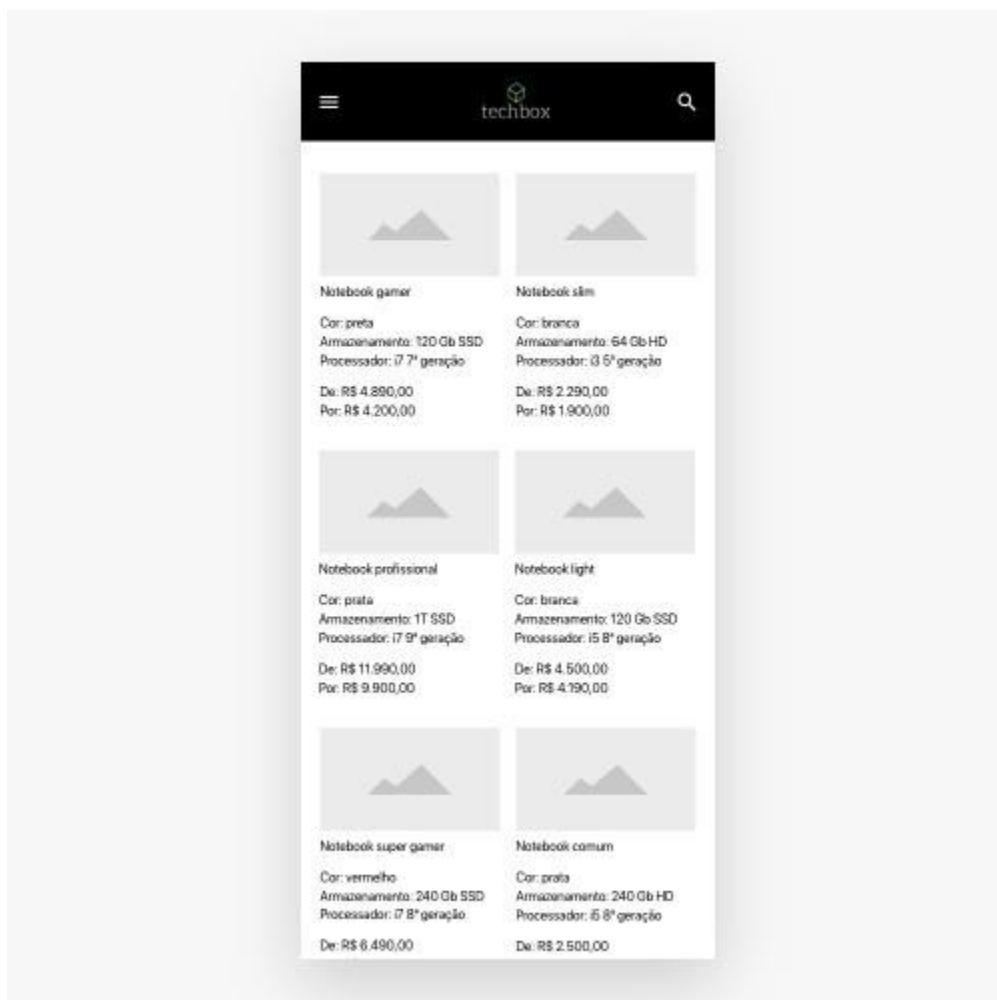 techbox
Notebook gamer
Cor: preta
Armazenamento: 120 Gb SSD
Processador: i7 7ª geração
De: R$ 4.890,00
Por: R$ 4.200,00
Notebook slim
Cor: branca
Armazenamento: 64 Gb HD
Processador: i3 5ª geração
De: R$ 2.290,00
Por: R$ 1.900,00
Notebook profissional
Cor: prata
Armazenamento: 1T SSD
Processador: i7 9ª geração
De: R$ 11.990,00
Por: R$ 9.900,00
Notebook light
Cor: branca
Armazenamento: 120 Gb SSD
Processador: i5 8ª geração
De: R$ 4.500,00
Por: R$ 4.190,00
Notebook super gamer
Cor: vermelho
Armazenamento: 240 Gb SSD
Processador: i7 8ª geração
De: R$ 6.490,00
Notebook comum
Cor: prata
Armazenamento: 240 Gb HD
Processador: i5 8ª geração
De: R$ 2.500,00